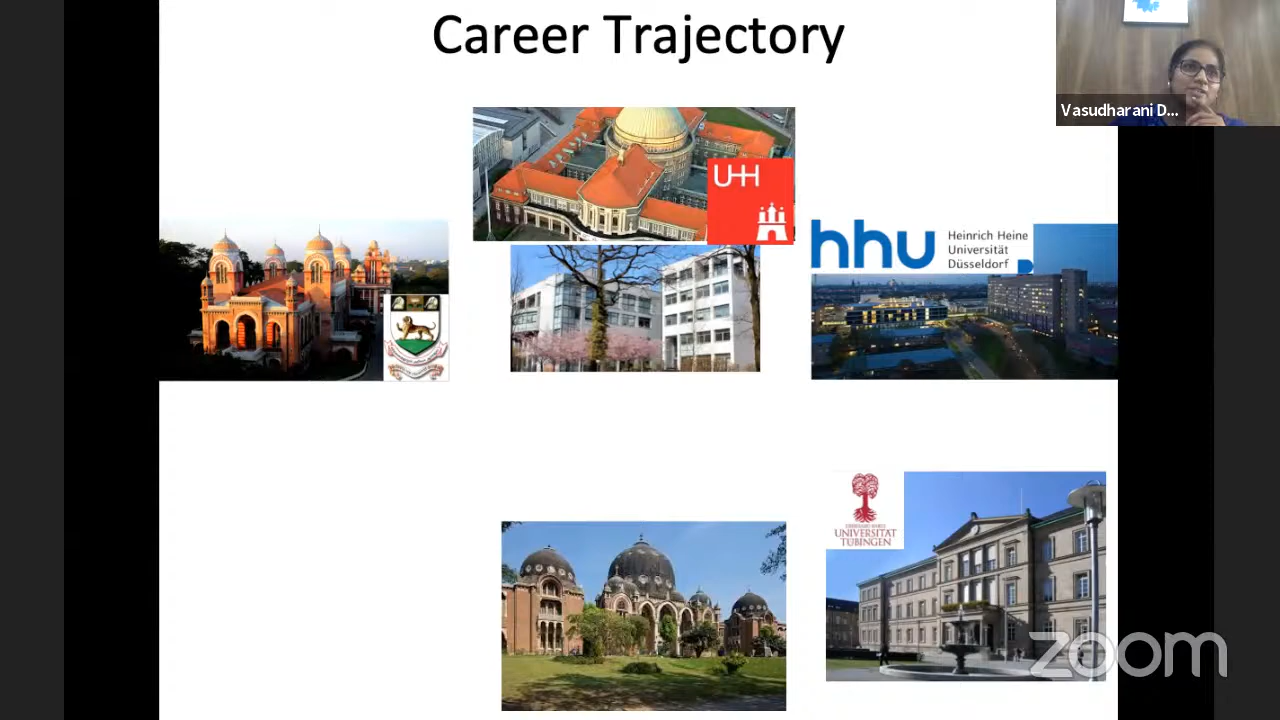 Career Trajectory
Vasudharani D...
UH
hhu
Heinrich Heine
Universität
Düsseldorf
EBERHARD KARLS
UNIVERSITÄT
TÜBINGEN
zoom